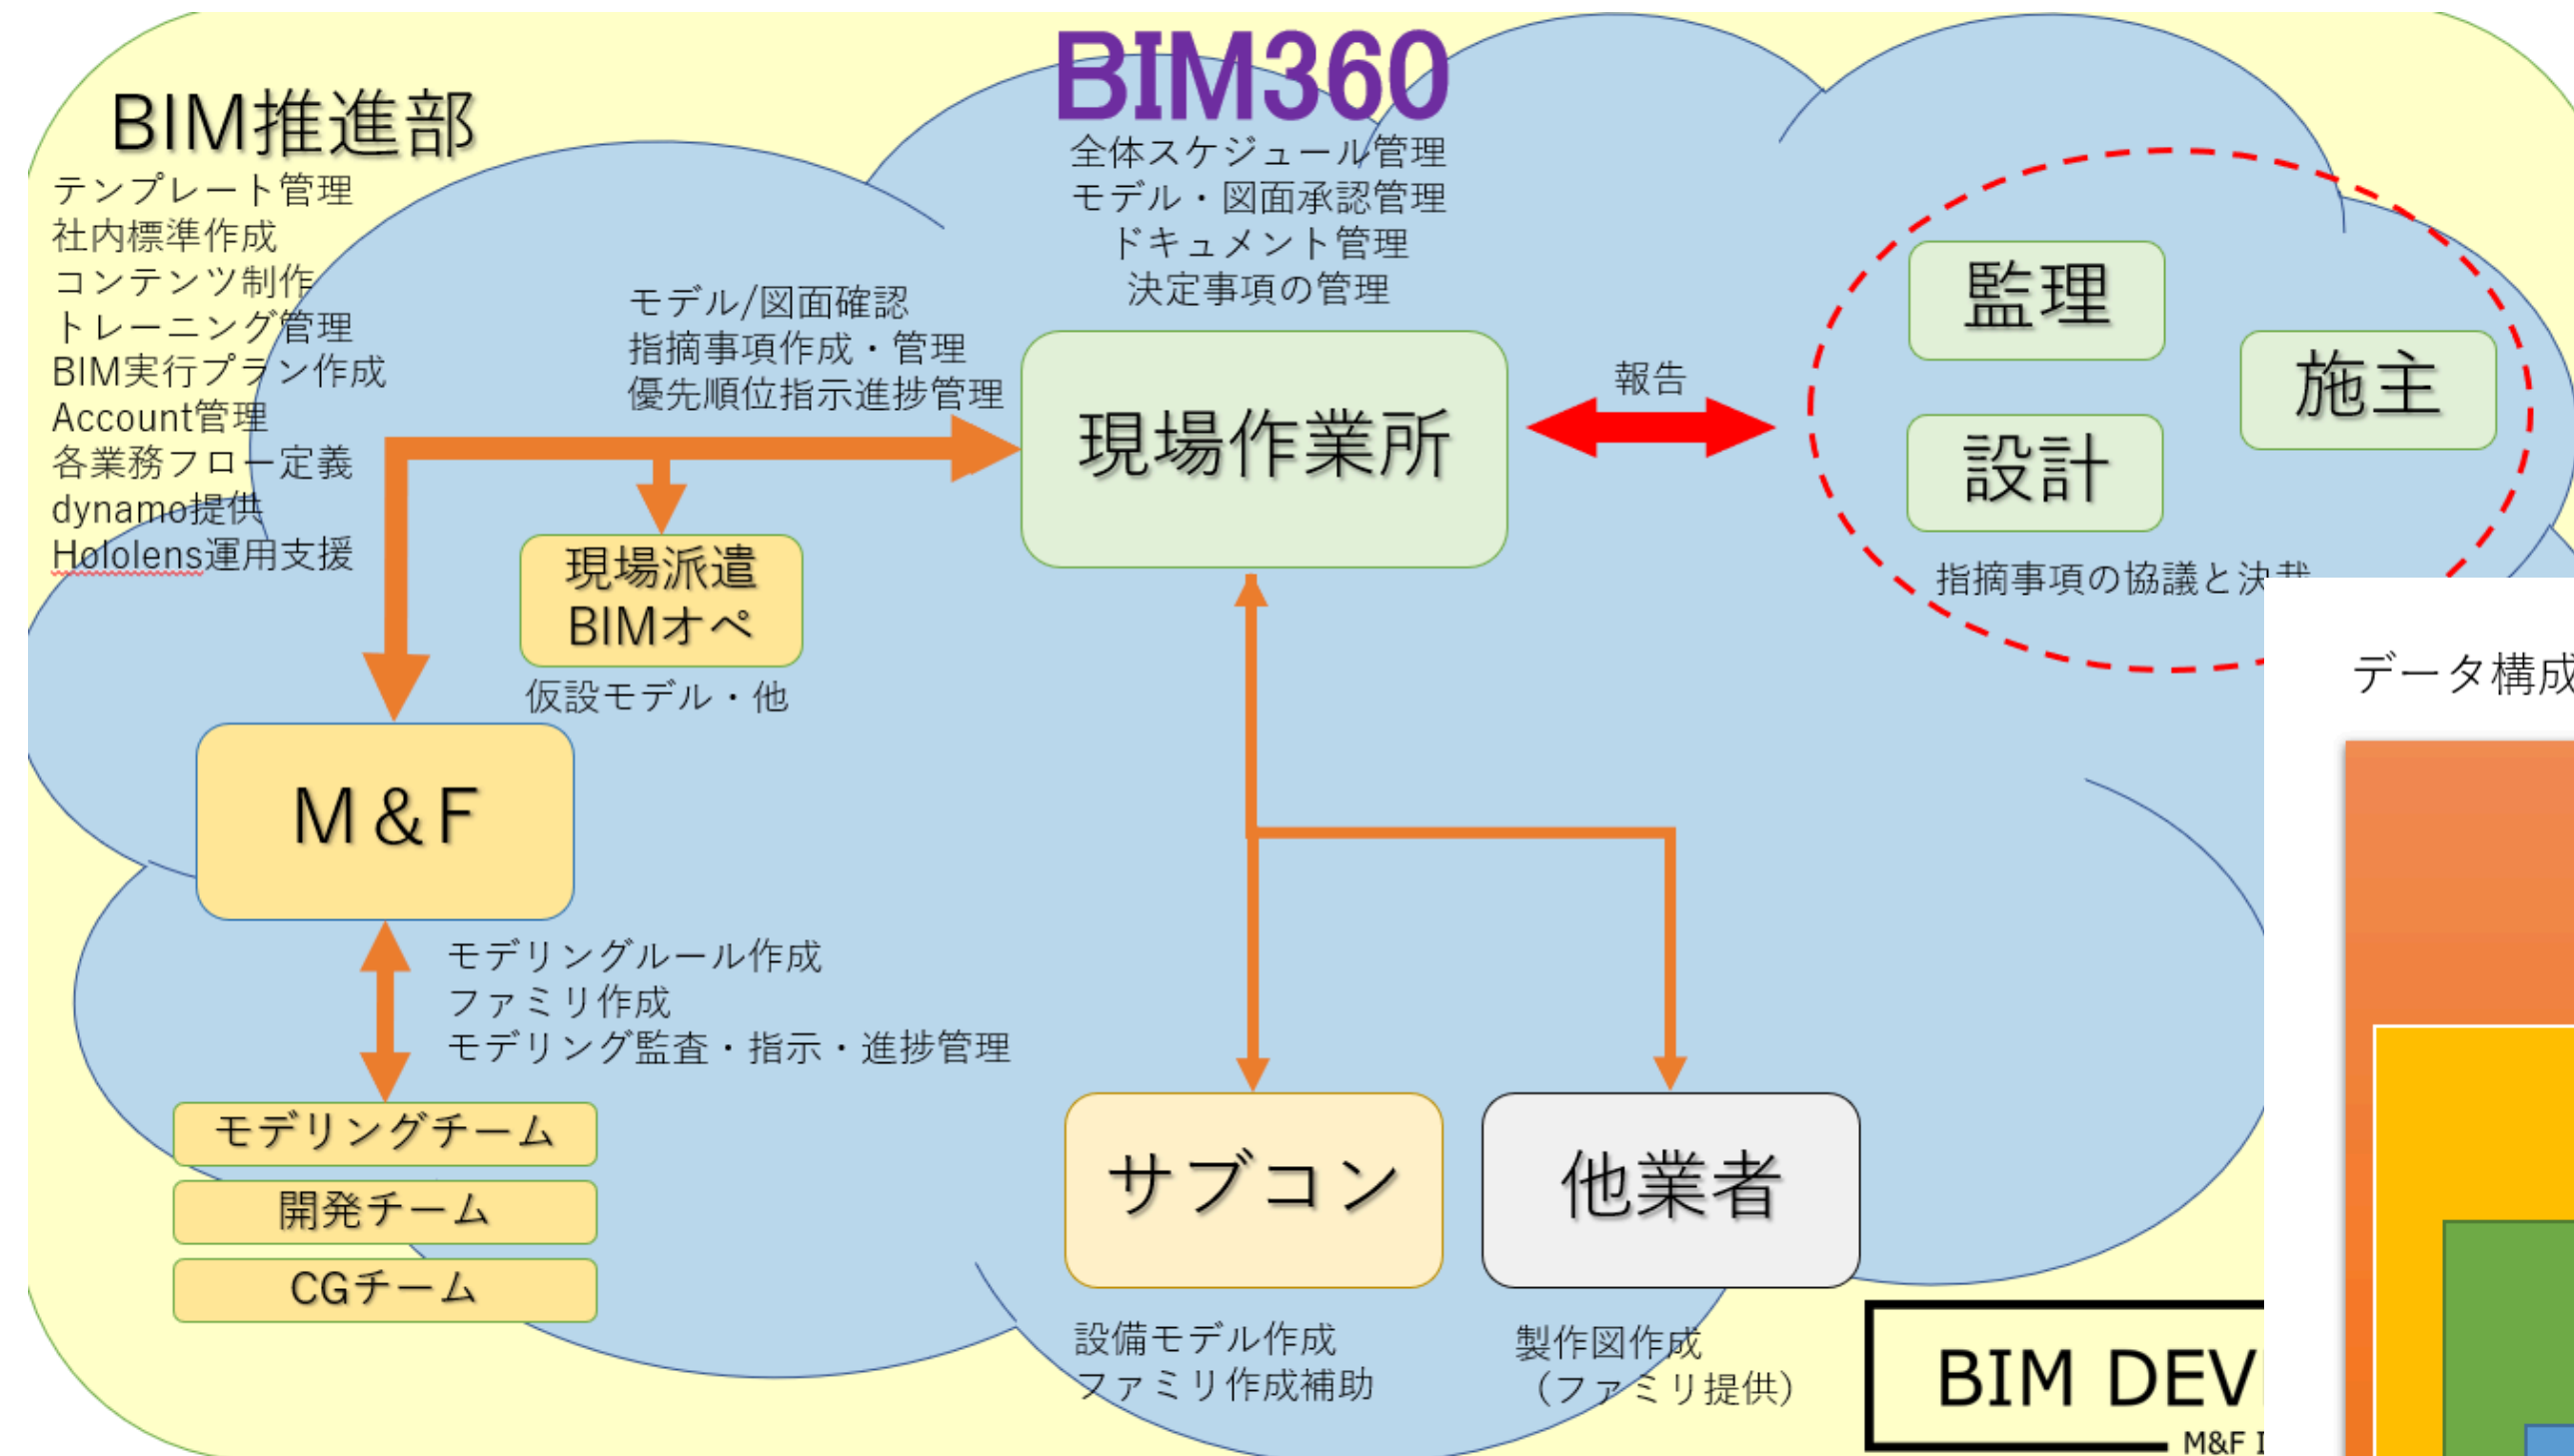 BIM360
全体スケジュール管理
モデル・図面承認管理
ドキュメント管理
決定事項の管理
BIM推進部
テンプレート管理
社内標準作成
コンテンツ制作
トレーニング管理
BIM実行プラン作成
Account管理
各業務フロー定義
dynamo提供
Hololens運用支援
モデル/図面確認
指摘事項作成・管理
優先順位指示進捗管理
現場作業所
報告
監理
施主
設計
指摘事項の協議と決裁
現場派遣
BIMオペ
仮設モデル・他
M&F
モデリングルール作成
ファミリ作成
モデリング監査・指示・進捗管理
モデリングチーム
開発チーム
CGチーム
サブコン
設備モデル作成
ファミリ作成補助
他業者
製作図作成
（ファミリ提供）
データ構成
BIM DEV
M&F